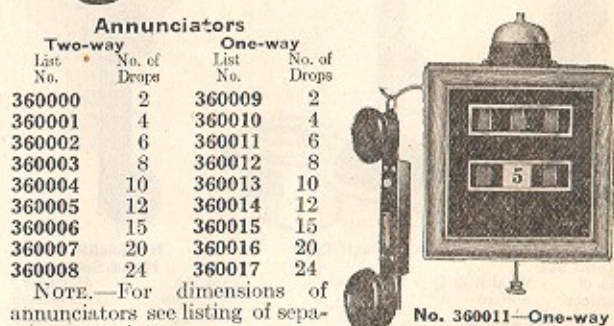 Annunciators
Two-way One-way
List No. of List No. of
No. Drops No. Drops
360000 2 360009 2
360001 4 360010 4
360002 6 360011 6
360003 8 360012 8
360004 10 360013 10
360005 12 360014 12
360006 15 360015 15
360007 20 360016 20
360008 24 360017 24
NOTE.—For dimensions of
annunciators see listing of sepa-
5
No. 360011—One-way